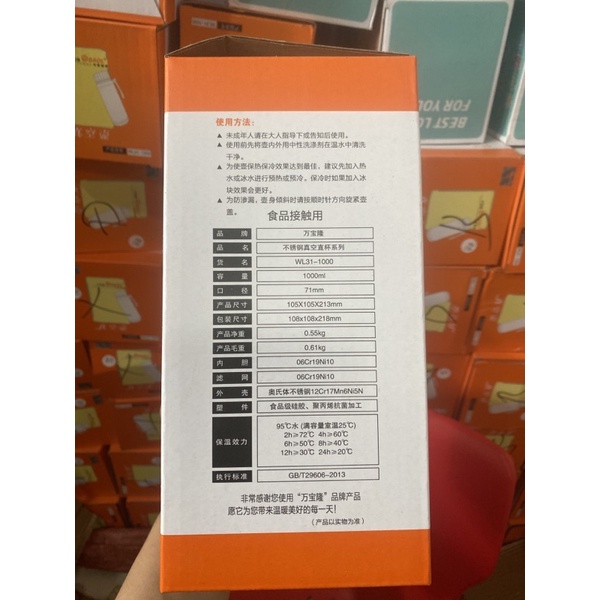 使用方法：
▲ 未成年人请在大人指导下或告知后使用。
▲ 使用前先将壶内外用中性洗涤剂在温水中清洗
干净。
▲ 为使壶保热保冷效果达到最佳，建议先加入热
水或冰水进行预热或预冷。保冷时如果加入冰
块效果会更好。
▲ 为防渗漏，壶身倾斜时请按顺时针方向旋紧壶
盖。
食品接触用
品 牌 万宝隆
品 名 不锈钢真空直杯系列
货 名 WL31-1000
容 量 1000ml
口 径 71mm
产品尺寸 105X105X213mm
包装尺寸 108x108x218mm
产品净重 0.55kg
产品毛重 0.61kg
内 胆 06Cr19Ni10
滤 网 06Cr19Ni10
外 壳 奥氏体不锈钢12Cr17Mn6Ni5N
塑 件 食品级硅胶、聚丙烯抗菌加工
保温效力 95℃水 (满容量室温25℃)
2h≥72℃ 4h≥60℃
6h≥50℃ 8h≥40℃
12h≥30℃ 24h≥20℃
执行标准 GB/T29606-2013
非常感谢您使用“万宝隆”品牌产品
愿它为您带来温暖美好的每一天！
（产品以实物为准）
BEST LO
FOR YOU